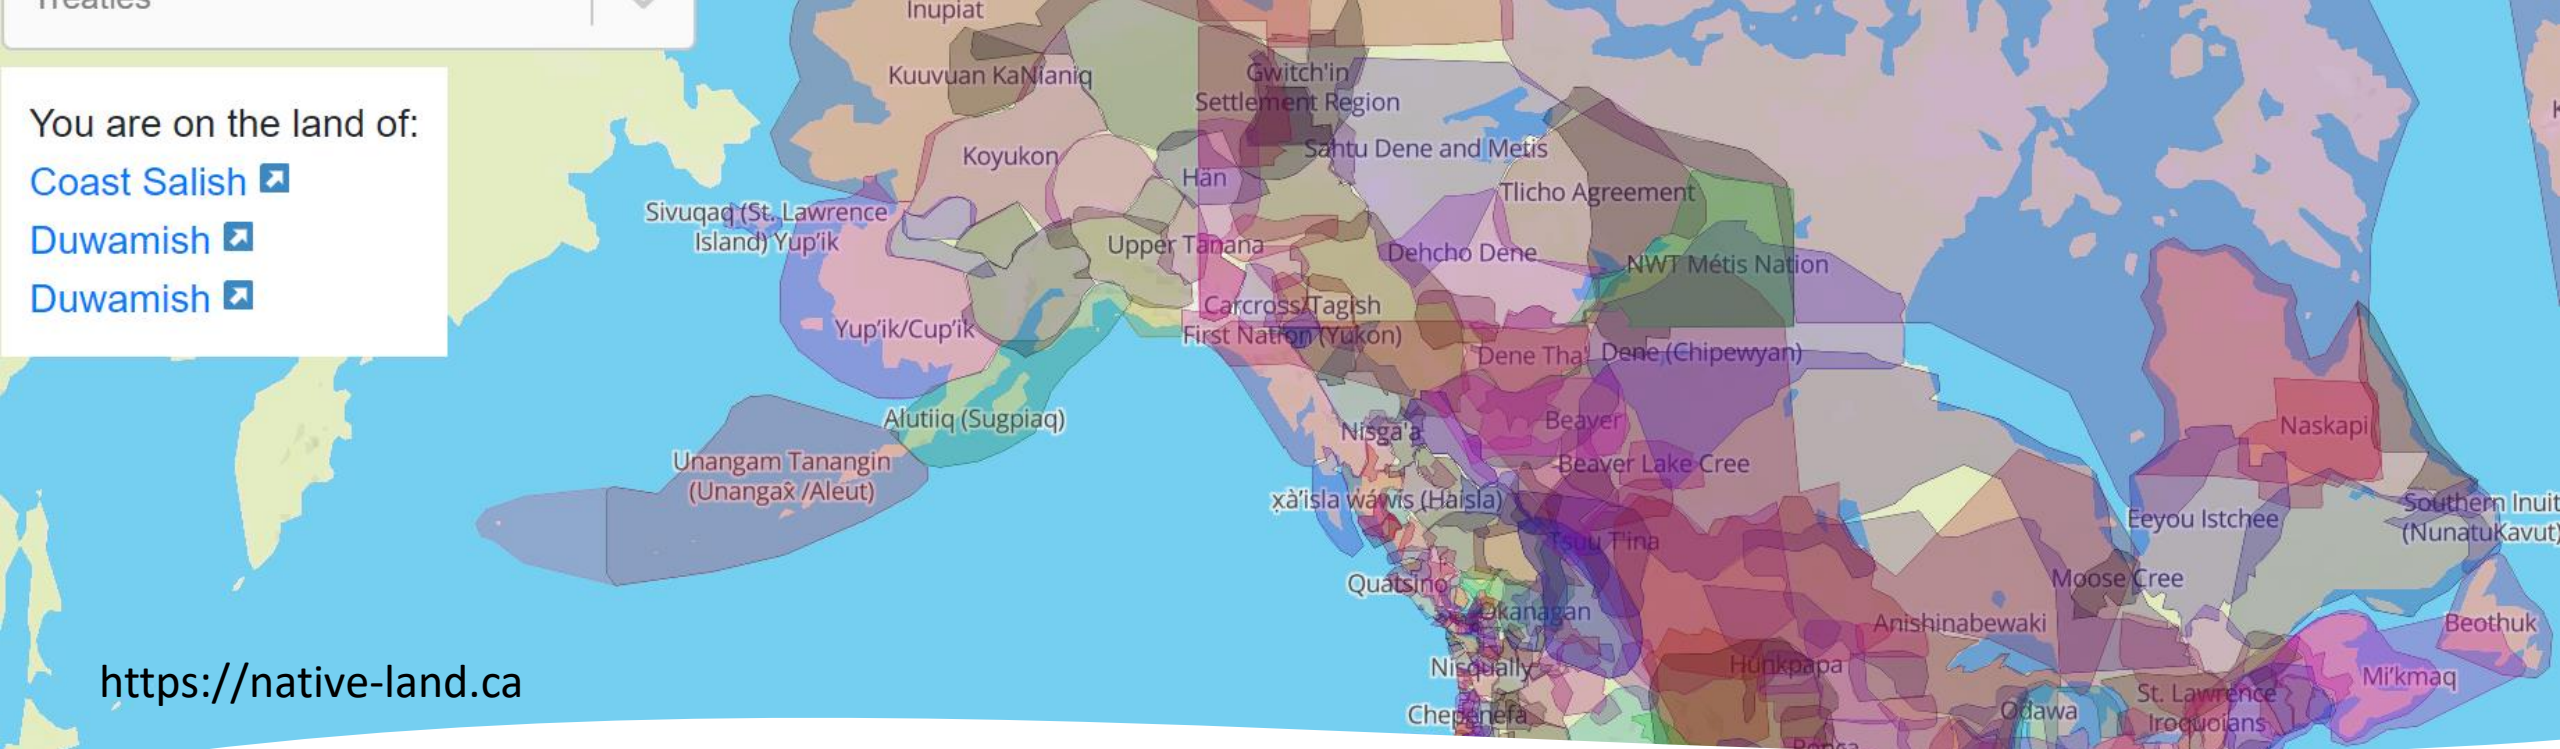 Treaties
You are on the land of:
Coast Salish
Duwamish
Duwamish
https://native-land.ca
Inupiat
Kuuvuan KaNianiq
Gwitch'in
Settlement Region
Koyukon
Sahtu Dene and Metis
Hän
Tlicho Agreement
Sivuqaq (St. Lawrence
Island) Yup'ik
Upper Tanana
Dehcho Dene
NWT Métis Nation
Carcross/Tagish
First Nation (Yukon)
Yup'ik/Cup'ik
Dene Tha'
Dene (Chipewyan)
Alutiiq (Sugpiaq)
Nisga'a
Beaver
Naskapi
Unangam Tanangin
(Unangax̂ /Aleut)
Beaver Lake Cree
x̣à'isla w̓áwís (Haisla)
Southern Inuit
(NunatuKavut)
Eeyou Istchee
Tsuu T'ina
Quatsino
Moose Cree
Okanagan
Anishinabewaki
Beothuk
Nisqually
Hunkpapa
Mi'kmaq
Chepenefa
Odawa
St. Lawrence
Iroquoians
Ponca